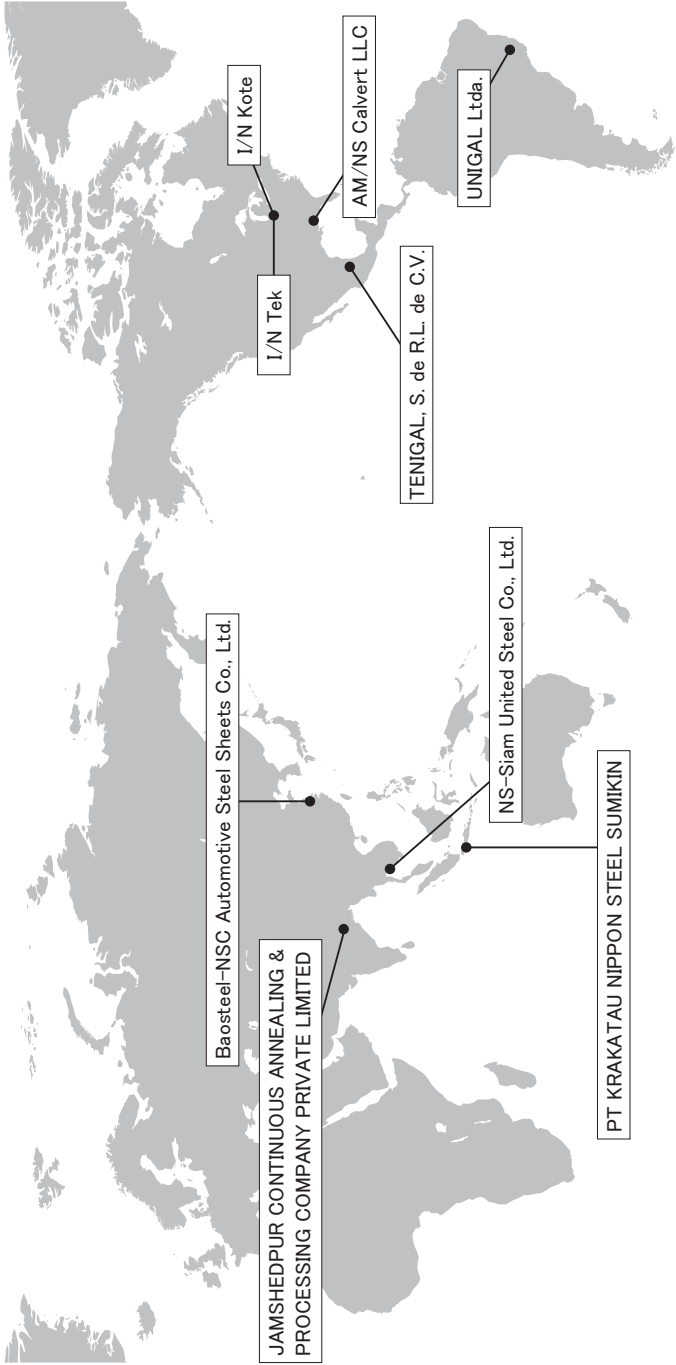 Baosteel-NSC Automotive Steel Sheets Co., Ltd.
JAMSHEDPUR CONTINUOUS ANNEALING &
PROCESSING COMPANY PRIVATE LIMITED
NS-Siam United Steel Co., Ltd.
PT KRAKATAU NIPPON STEEL SUMIKIN
I/N Kote
I/N Tek
AM/NS Calvert LLC
TENIGAL, S. de R.L. de C.V.
UNIGAL Ltda.